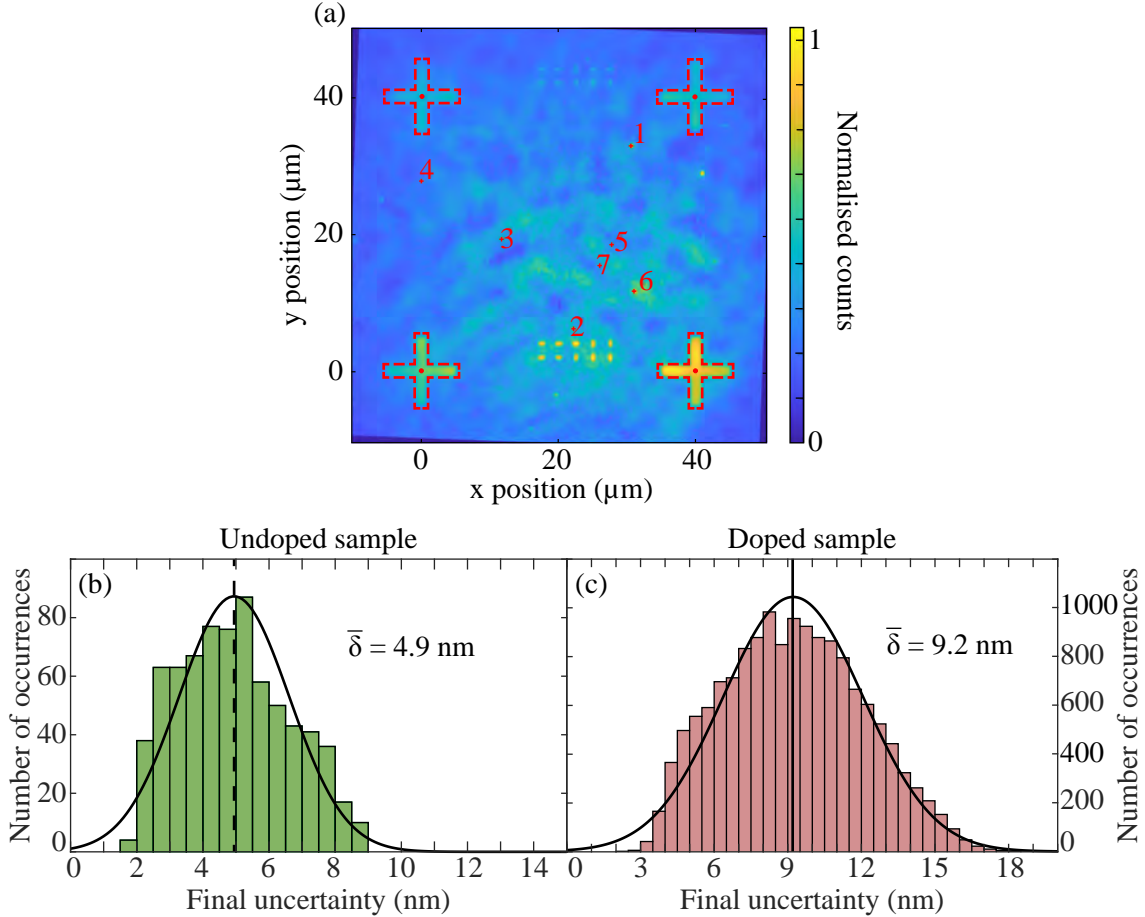 (a)
1
2
3
4
5
6
7
40
20
0
y position (µm)
0
20
40
x position (µm)
1
0
Normalised counts
Undoped sample
(b)
δ̅ = 4.9 nm
80
60
40
20
0
Number of occurrences
0
2
4
6
8
10
12
14
Final uncertainty (nm)
Doped sample
(c)
δ̅ = 9.2 nm
1000
800
600
400
200
0
Number of occurrences
3
6
9
12
15
18
Final uncertainty (nm)